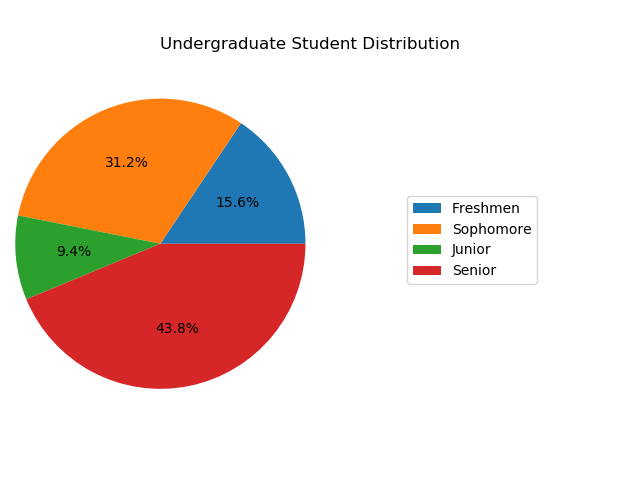 Undergraduate Student Distribution
31.2%
15.6%
9.4%
43.8%
Freshmen
Sophomore
Junior
Senior